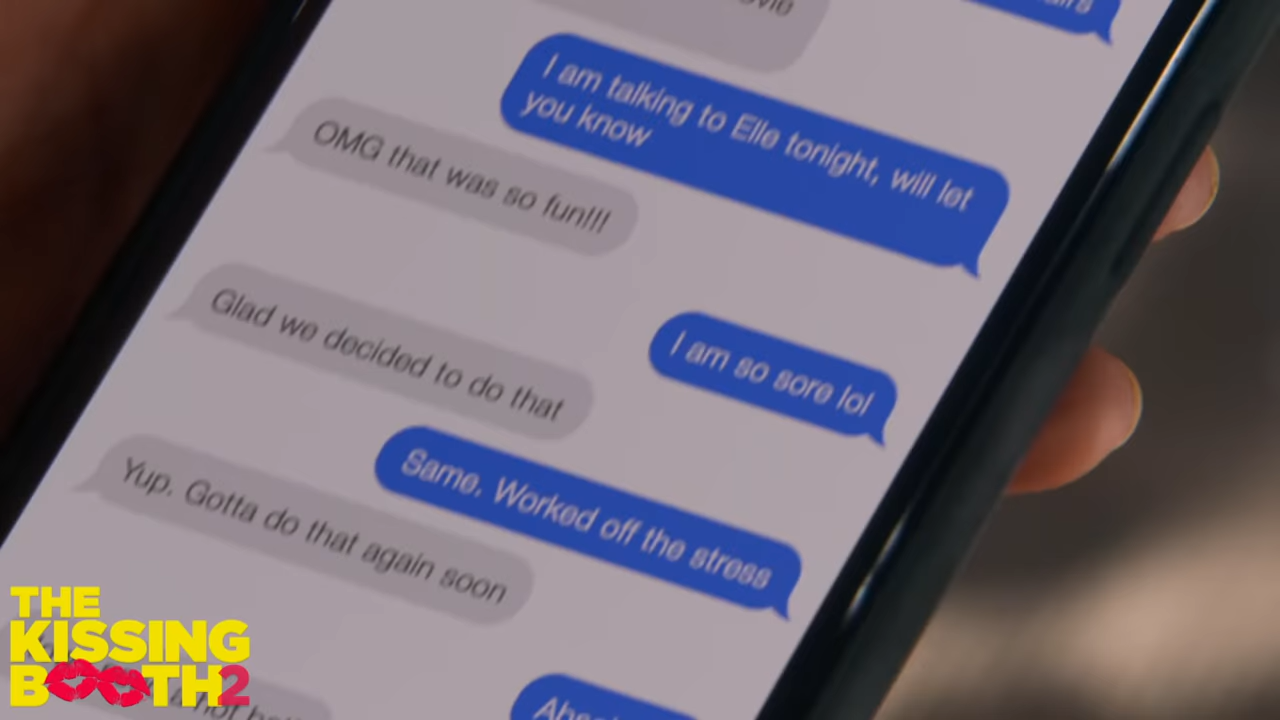 I am talking to Elle tonight, will let
you know
OMG that was so fun!!!
I am so sore lol
Glad we decided to do that
Same. Worked off the stress
Yup. Gotta do that again soon
THE
KISSING
BOOTH2